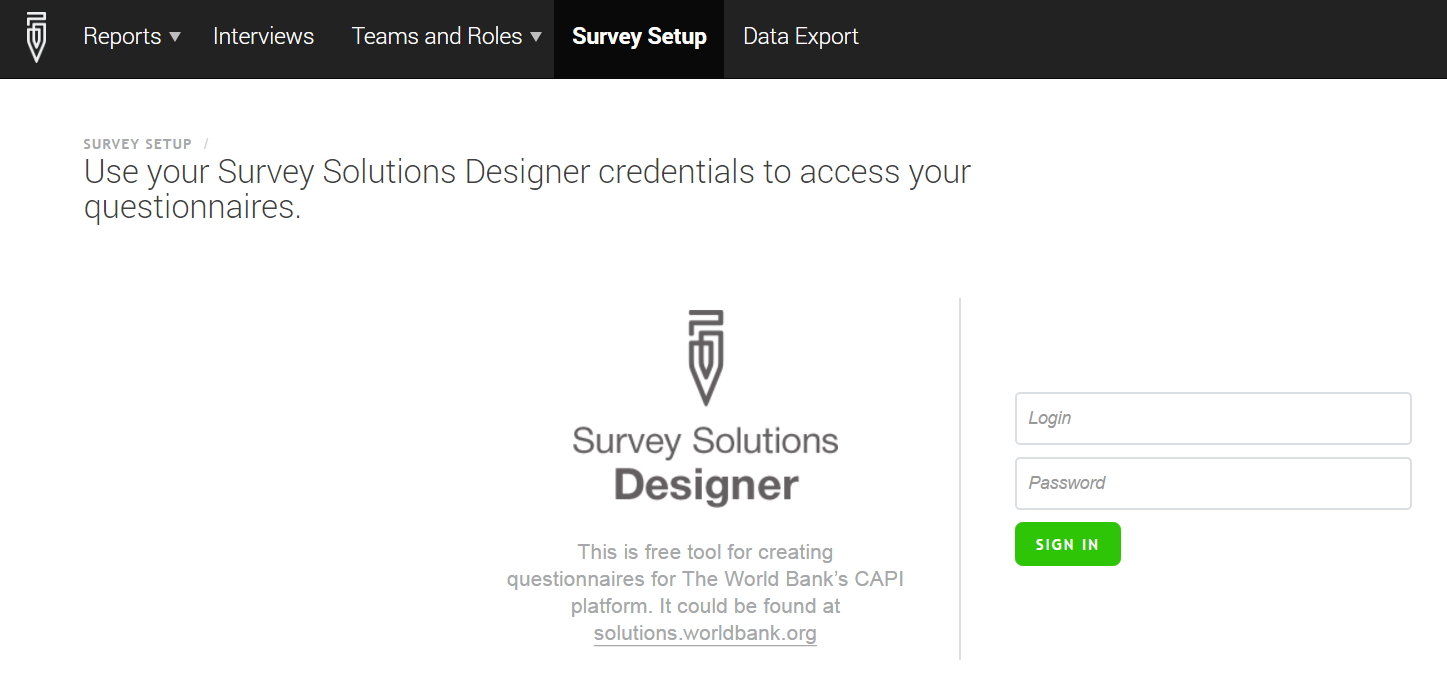 Reports ▼ Interviews Teams and Roles ▼ Survey Setup Data Export
SURVEY SETUP /
Use your Survey Solutions Designer credentials to access your
questionnaires.
Survey Solutions
Designer
This is free tool for creating
questionnaires for The World Bank’s CAPI
platform. It could be found at
solutions.worldbank.org
Login
Password
SIGN IN